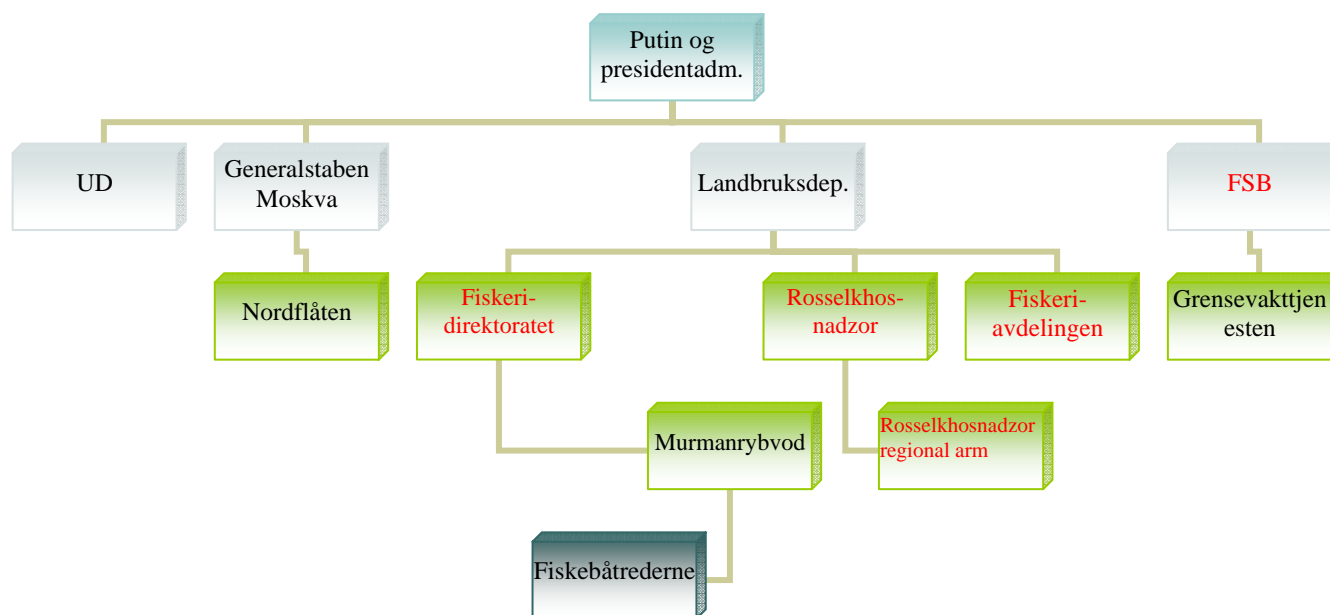 Putin og
presidentadm.
UD
Generalstaben
Moskva
Landbruksdep.
FSB
Nordflåten
Fiskeri-
direktoratet
Rosselkhos-
nadzor
Fiskeri-
avdelingen
Grensevakttjen
esten
Murmanrybvod
Rosselkhosnadzor
regional arm
Fiskebåtrederne